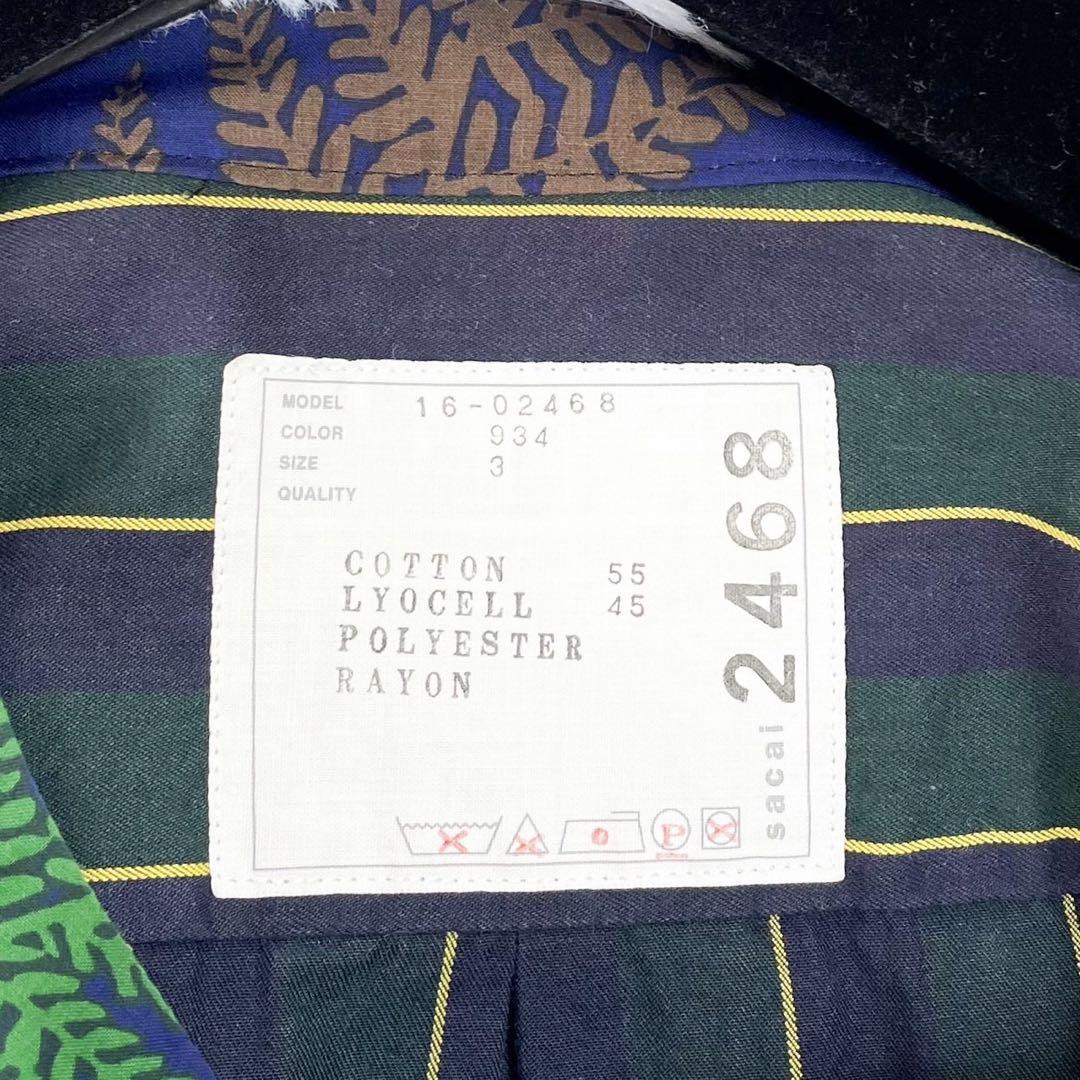 MODEL 16-02468
COLOR 934
SIZE 3
QUALITY
COTTON 55
LYOCELL 45
POLYESTER
RAYON
P
sacai 2468